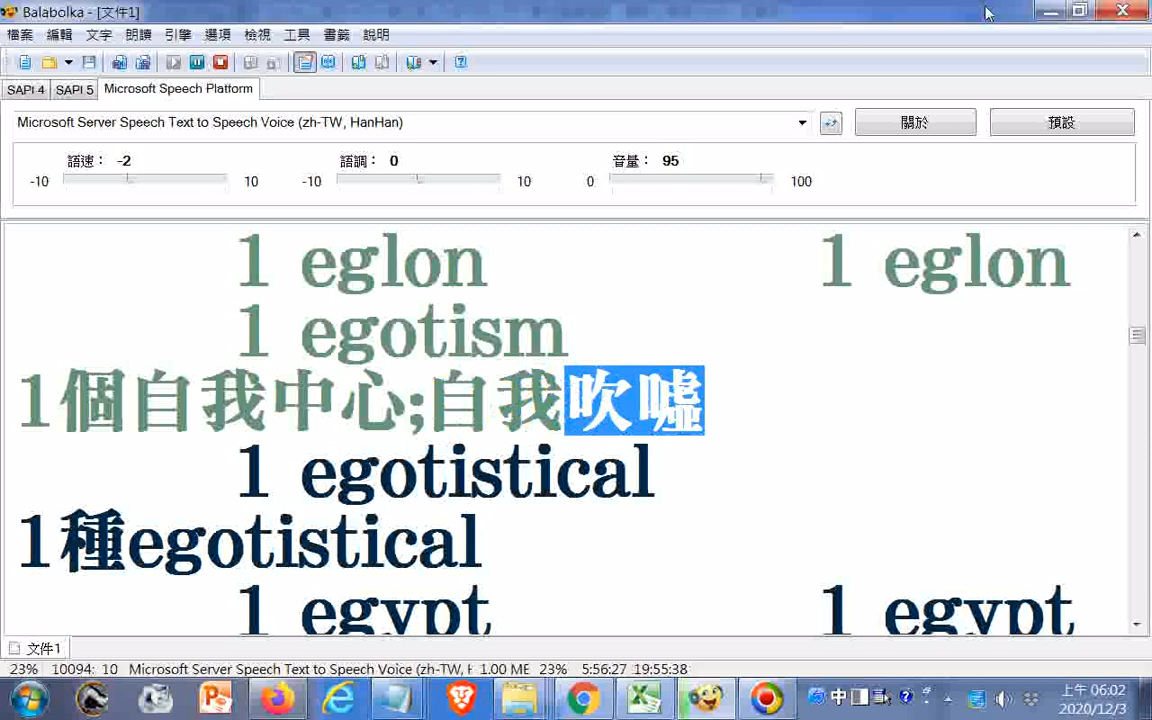 Balabolka - [文件1]
檔案 編輯 文字 朗讀 引擎 選項 檢視 工具 書籤 說明
SAPI 4 SAPI 5 Microsoft Speech Platform
Microsoft Server Speech Text to Speech Voice (zh-TW, HanHan) 關於 預設
語速： -2 語調： 0 音量： 95
-10 10 -10 10 0 100
1 eglon 1 eglon
1 egotism
1個自我中心;自我吹噓
1 egotistical
1種egotistical
1 egypt 1 egypt
文件1
23% 10094: 10 Microsoft Server Speech Text to Speech Voice (zh-TW, H 1.00 ME 23% 5:56:27 19:55:38
中 上午 06:02
2020/12/3